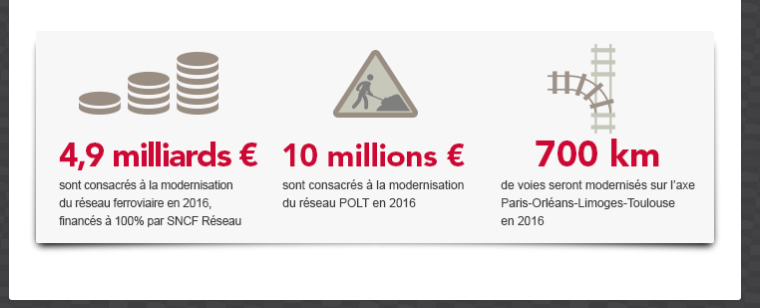 4,9 milliards €
sont consacrés à la modernisation
du réseau ferroviaire en 2016,
financés à 100% par SNCF Réseau
10 millions €
sont consacrés à la modernisation
du réseau POLT en 2016
700 km
de voies seront modernisés sur l'axe
Paris-Orléans-Limoges-Toulouse
en 2016